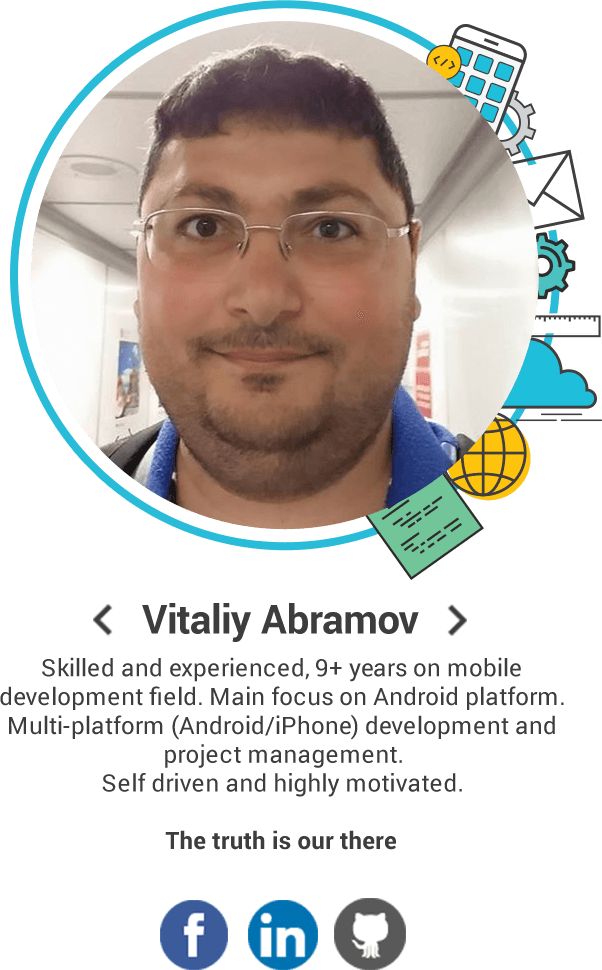 </>
< Vitaliy Abramov >
Skilled and experienced, 9+ years on mobile
development field. Main focus on Android platform.
Multi-platform (Android/iPhone) development and
project management.
Self driven and highly motivated.
The truth is our there
f
in